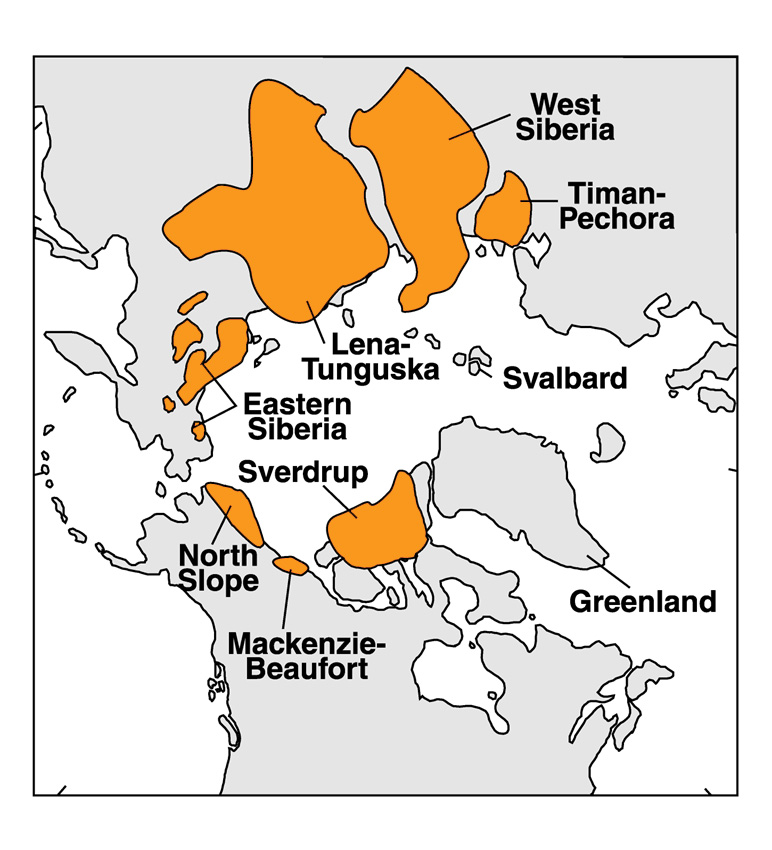 West
Siberia
Timan-
Pechora
Lena-
Tunguska
Svalbard
Eastern
Siberia
Sverdrup
North
Slope
Greenland
Mackenzie-
Beaufort